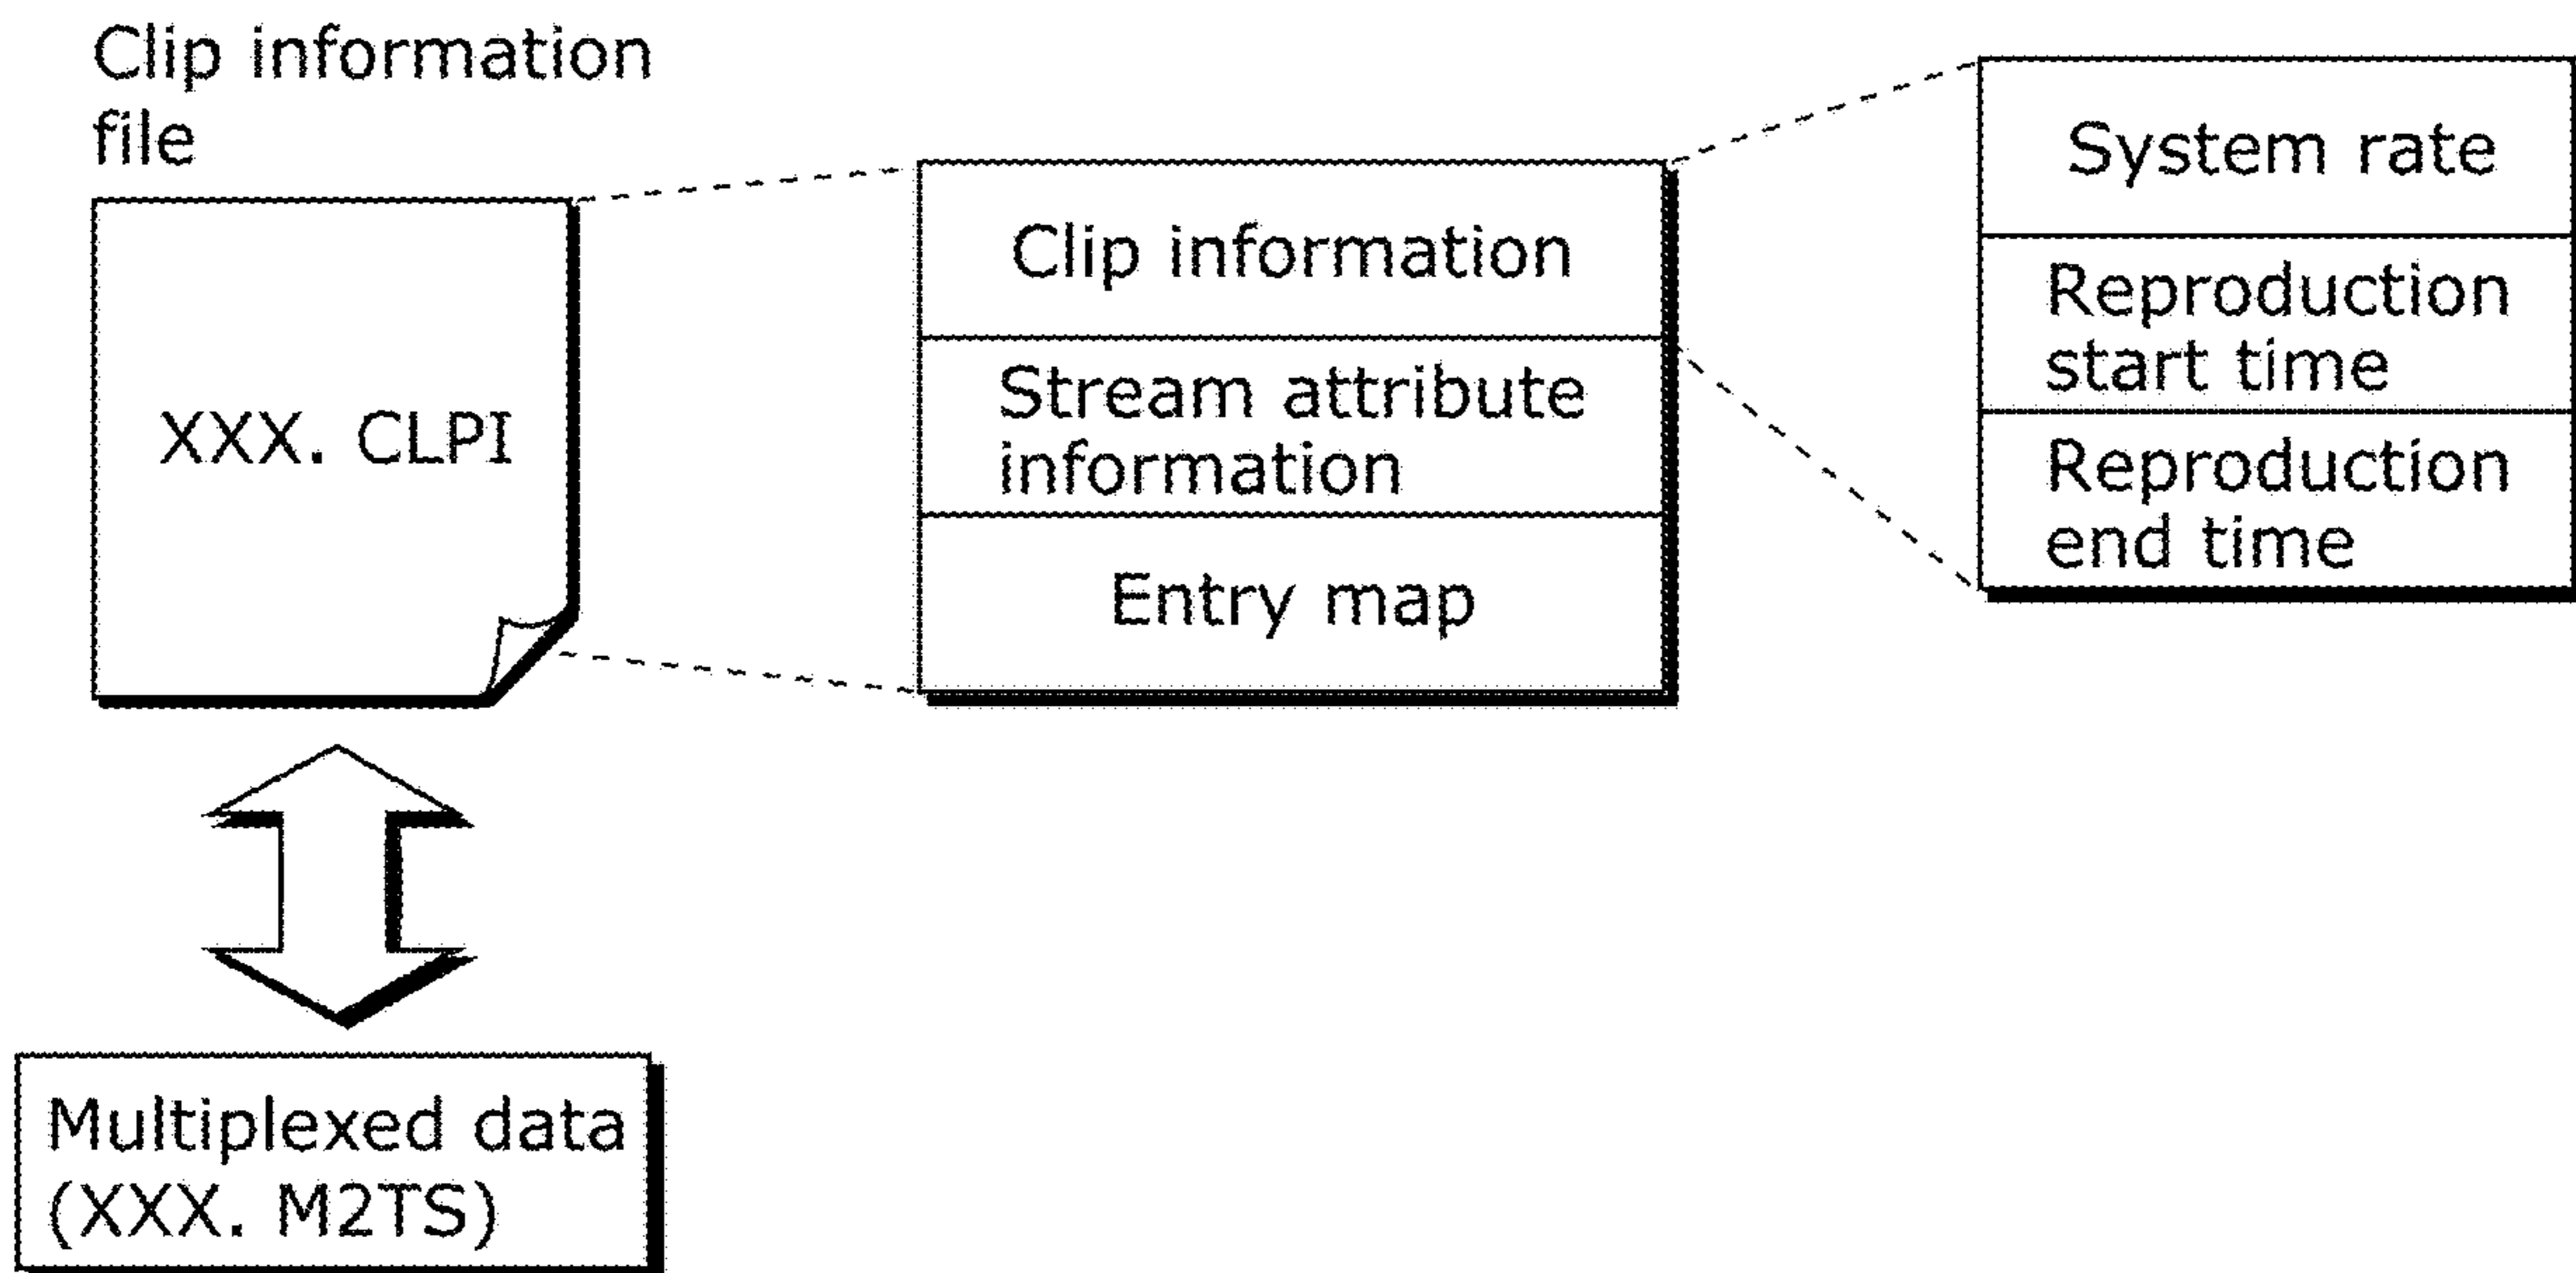 Clip information
file
XXX. CLPI
Clip information
Stream attribute
information
Entry map
System rate
Reproduction
start time
Reproduction
end time
Multiplexed data
(XXX. M2TS)